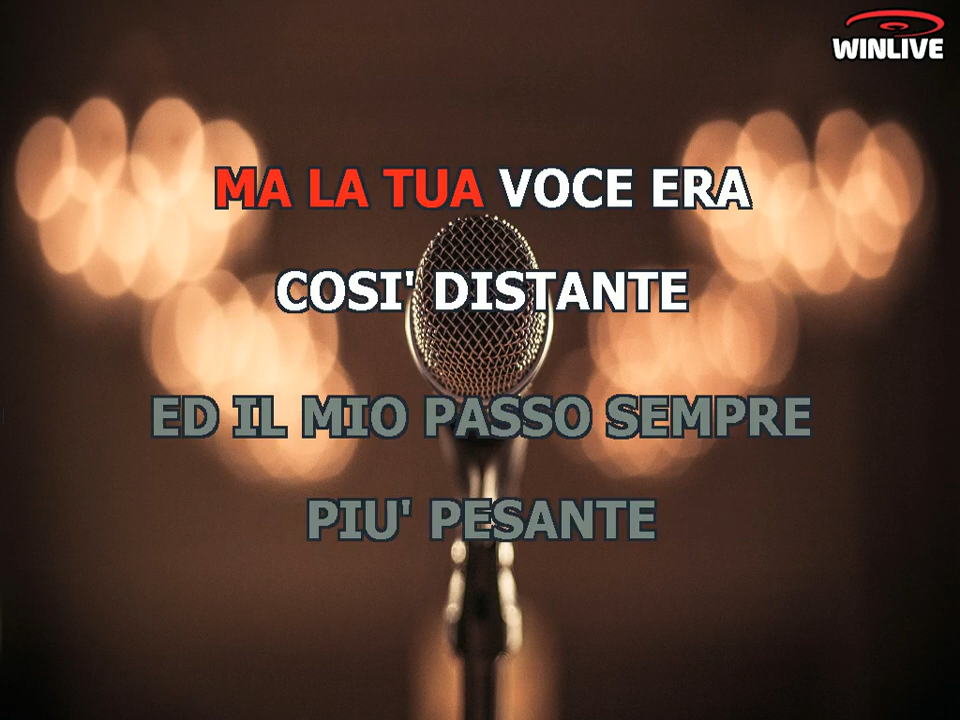 WINLIVE
MA LA TUA VOCE ERA
COSI' DISTANTE
ED IL MIO PASSO SEMPRE
PIU' PESANTE